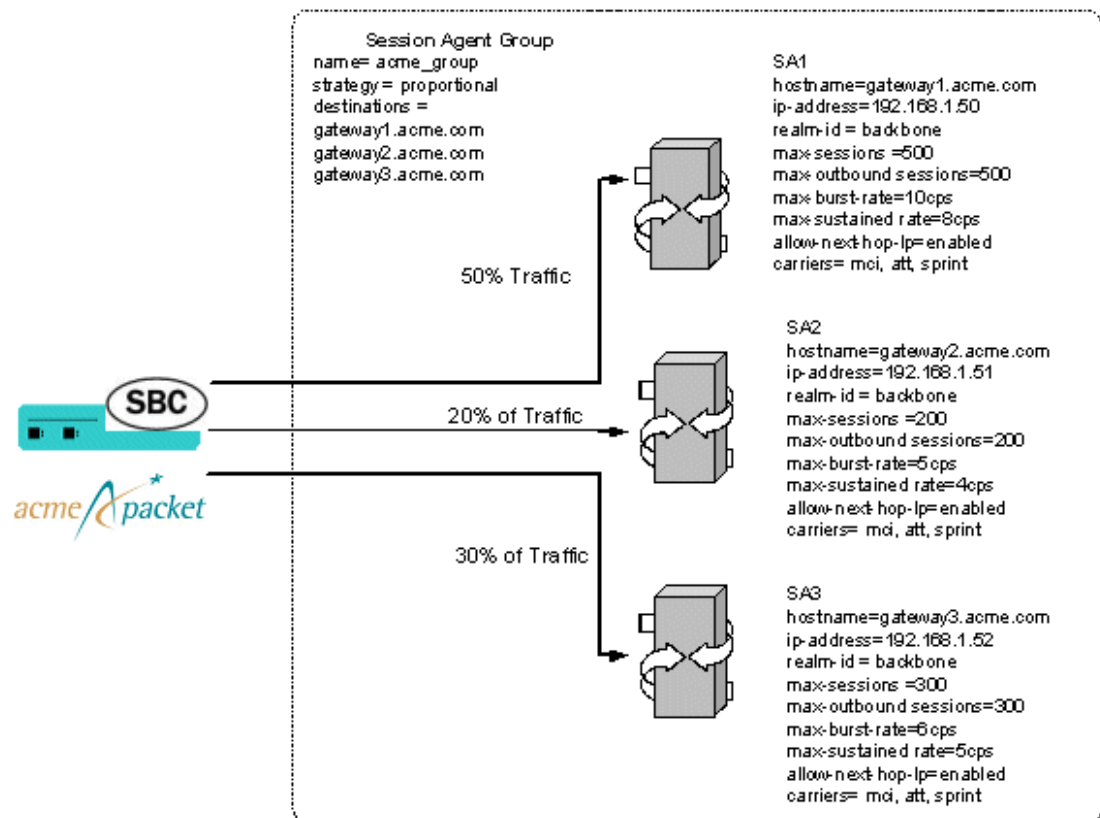 Session Agent Group
name= acme_group
strategy = proportional
destinations =
gateway1.acme.com
gateway2.acme.com
gateway3.acme.com
SA1
hostname=gateway1.acme.com
ip-address=192.168.1.50
realm-id = backbone
max-sessions =500
max-outbound sessions=500
max-burst-rate=10cps
max-sustained rate=8cps
allow-next-hop-lp=enabled
carriers= mci, att, sprint
50% Traffic
SA2
hostname=gateway2.acme.com
ip-address=192.168.1.51
realm-id = backbone
max-sessions =200
max-outbound sessions=200
max-burst-rate=5cps
max-sustained rate=4cps
allow-next-hop-lp=enabled
carriers= mci, att, sprint
SBC
20% of Traffic
acme packet
30% of Traffic
SA3
hostname=gateway3.acme.com
ip-address=192.168.1.52
realm-id = backbone
max-sessions =300
max-outbound sessions=300
max-burst-rate=6cps
max-sustained rate=5cps
allow-next-hop-lp=enabled
carriers= mci, att, sprint